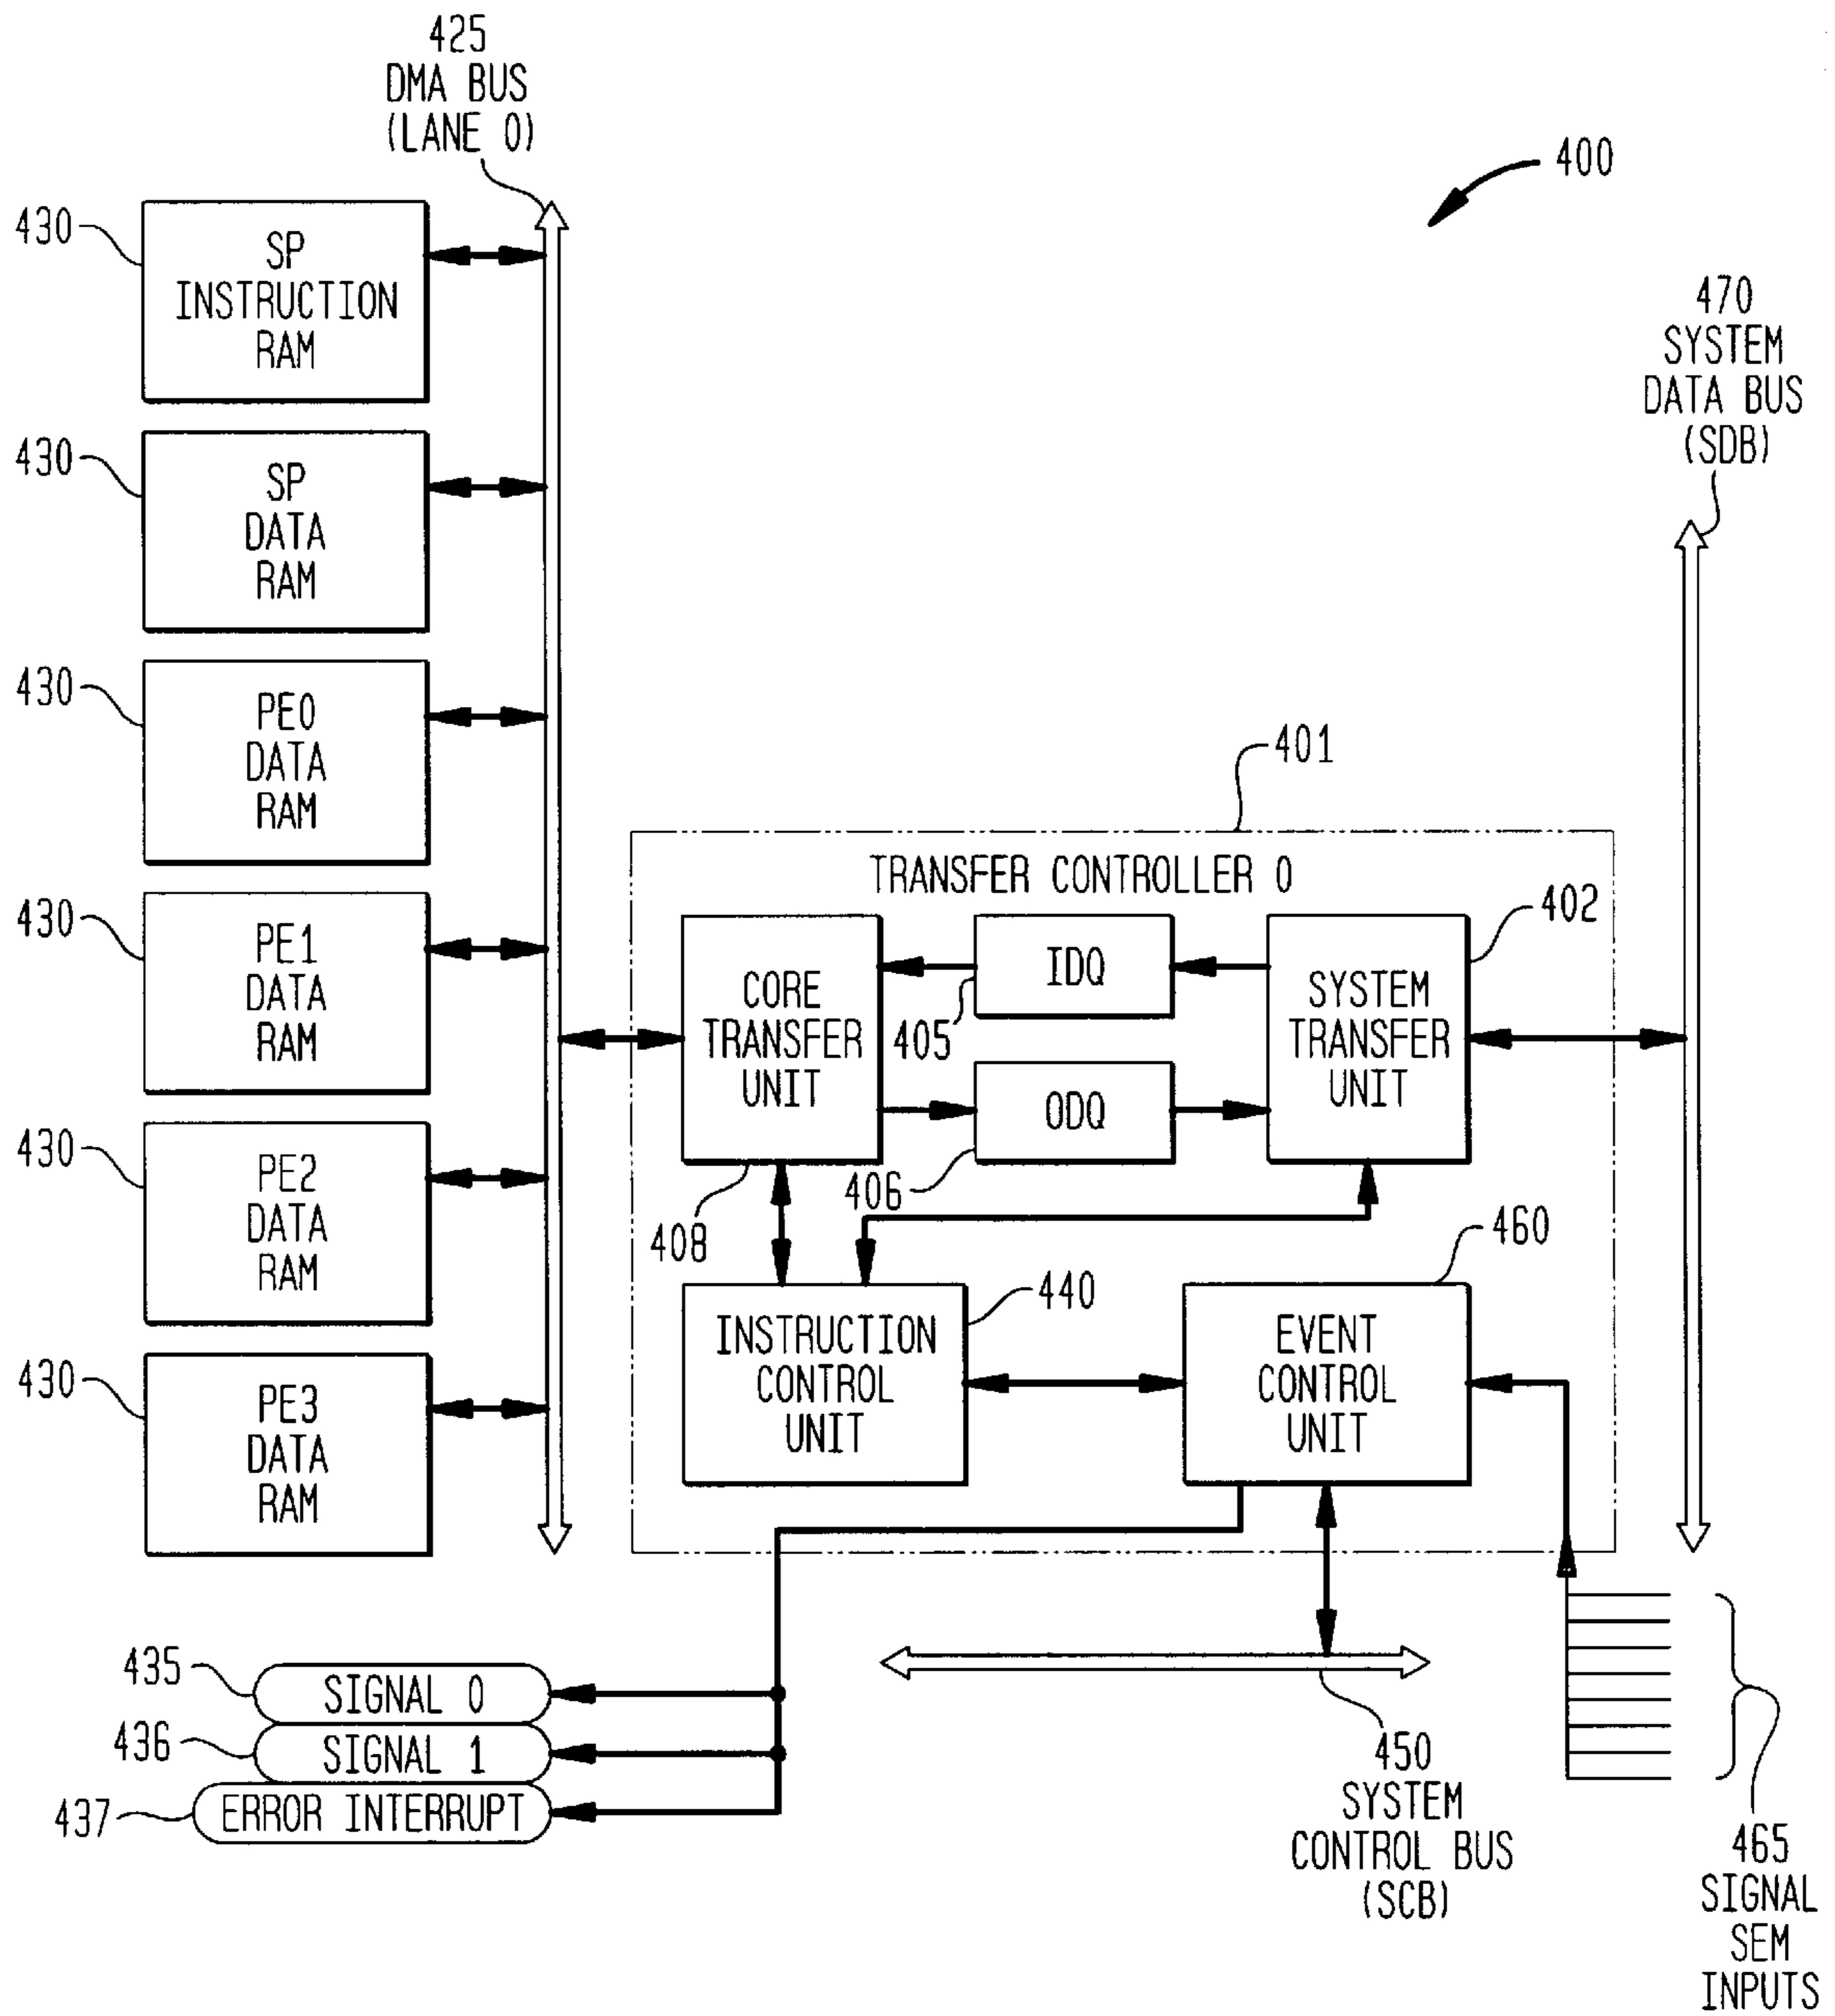 425
DMA BUS
(LANE 0)
400
430
SP
INSTRUCTION
RAM
470
SYSTEM
DATA BUS
(SDB)
430
SP
DATA
RAM
430
PE0
DATA
RAM
401
TRANSFER CONTROLLER 0
430
PE1
DATA
RAM
CORE
TRANSFER
UNIT
IDQ
405
SYSTEM
TRANSFER
UNIT
402
ODQ
406
408
430
PE2
DATA
RAM
460
440
INSTRUCTION
CONTROL
UNIT
EVENT
CONTROL
UNIT
430
PE3
DATA
RAM
435
SIGNAL 0
436
SIGNAL 1
437
ERROR INTERRUPT
450
SYSTEM
CONTROL BUS
(SCB)
465
SIGNAL
SEM
INPUTS